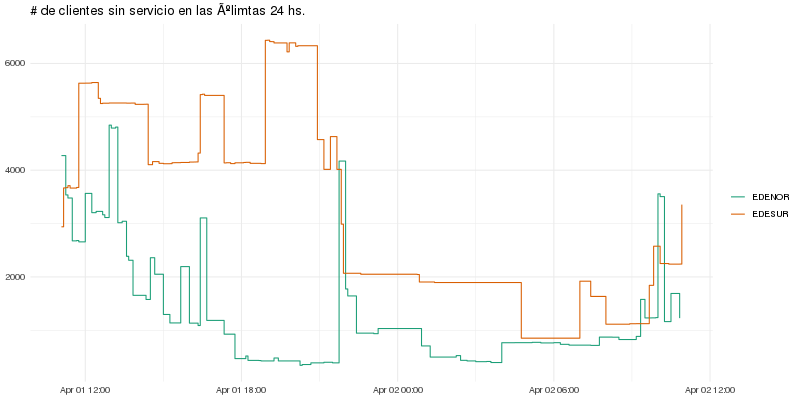 # de clientes sin servicio en las Ãºlimtas 24 hs.
6000
4000
2000
Apr 01 12:00
Apr 01 18:00
Apr 02 00:00
Apr 02 06:00
Apr 02 12:00
EDENOR
EDESUR